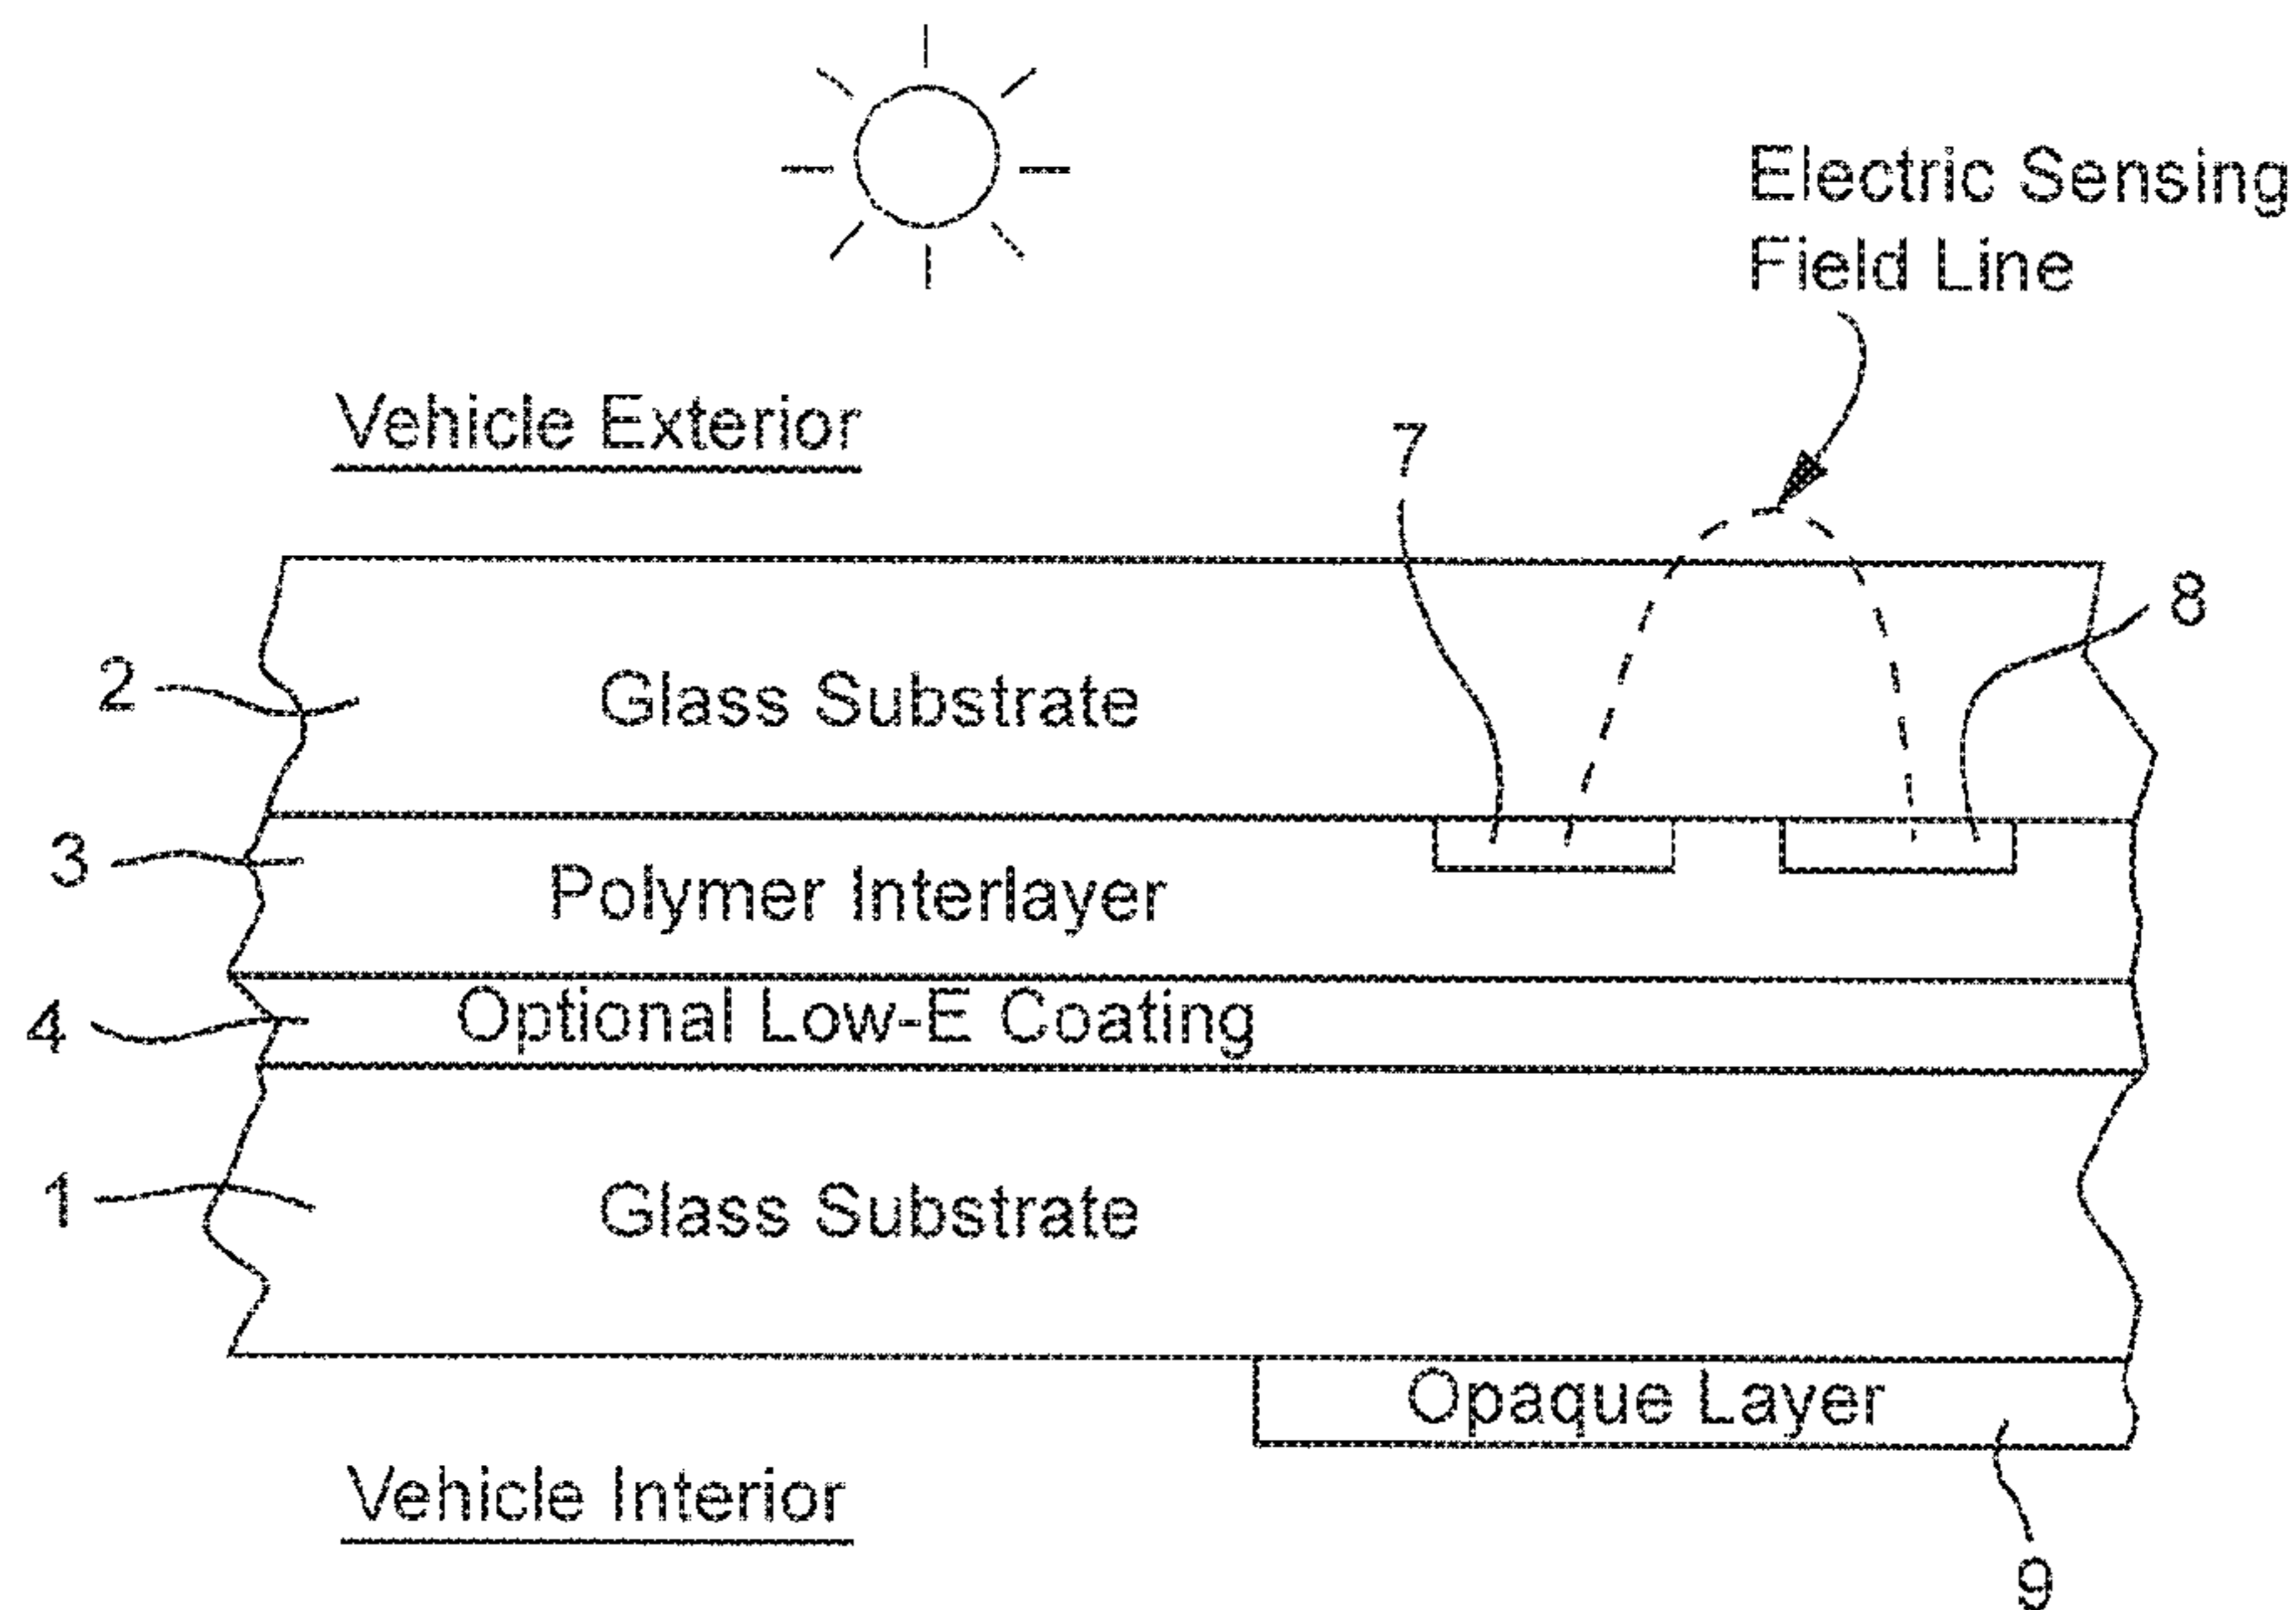 Electric Sensing
Field Line
Vehicle Exterior
7
8
2
Glass Substrate
3
Polymer Interlayer
4
Optional Low-E Coating
1
Glass Substrate
Opaque Layer
Vehicle Interior
9